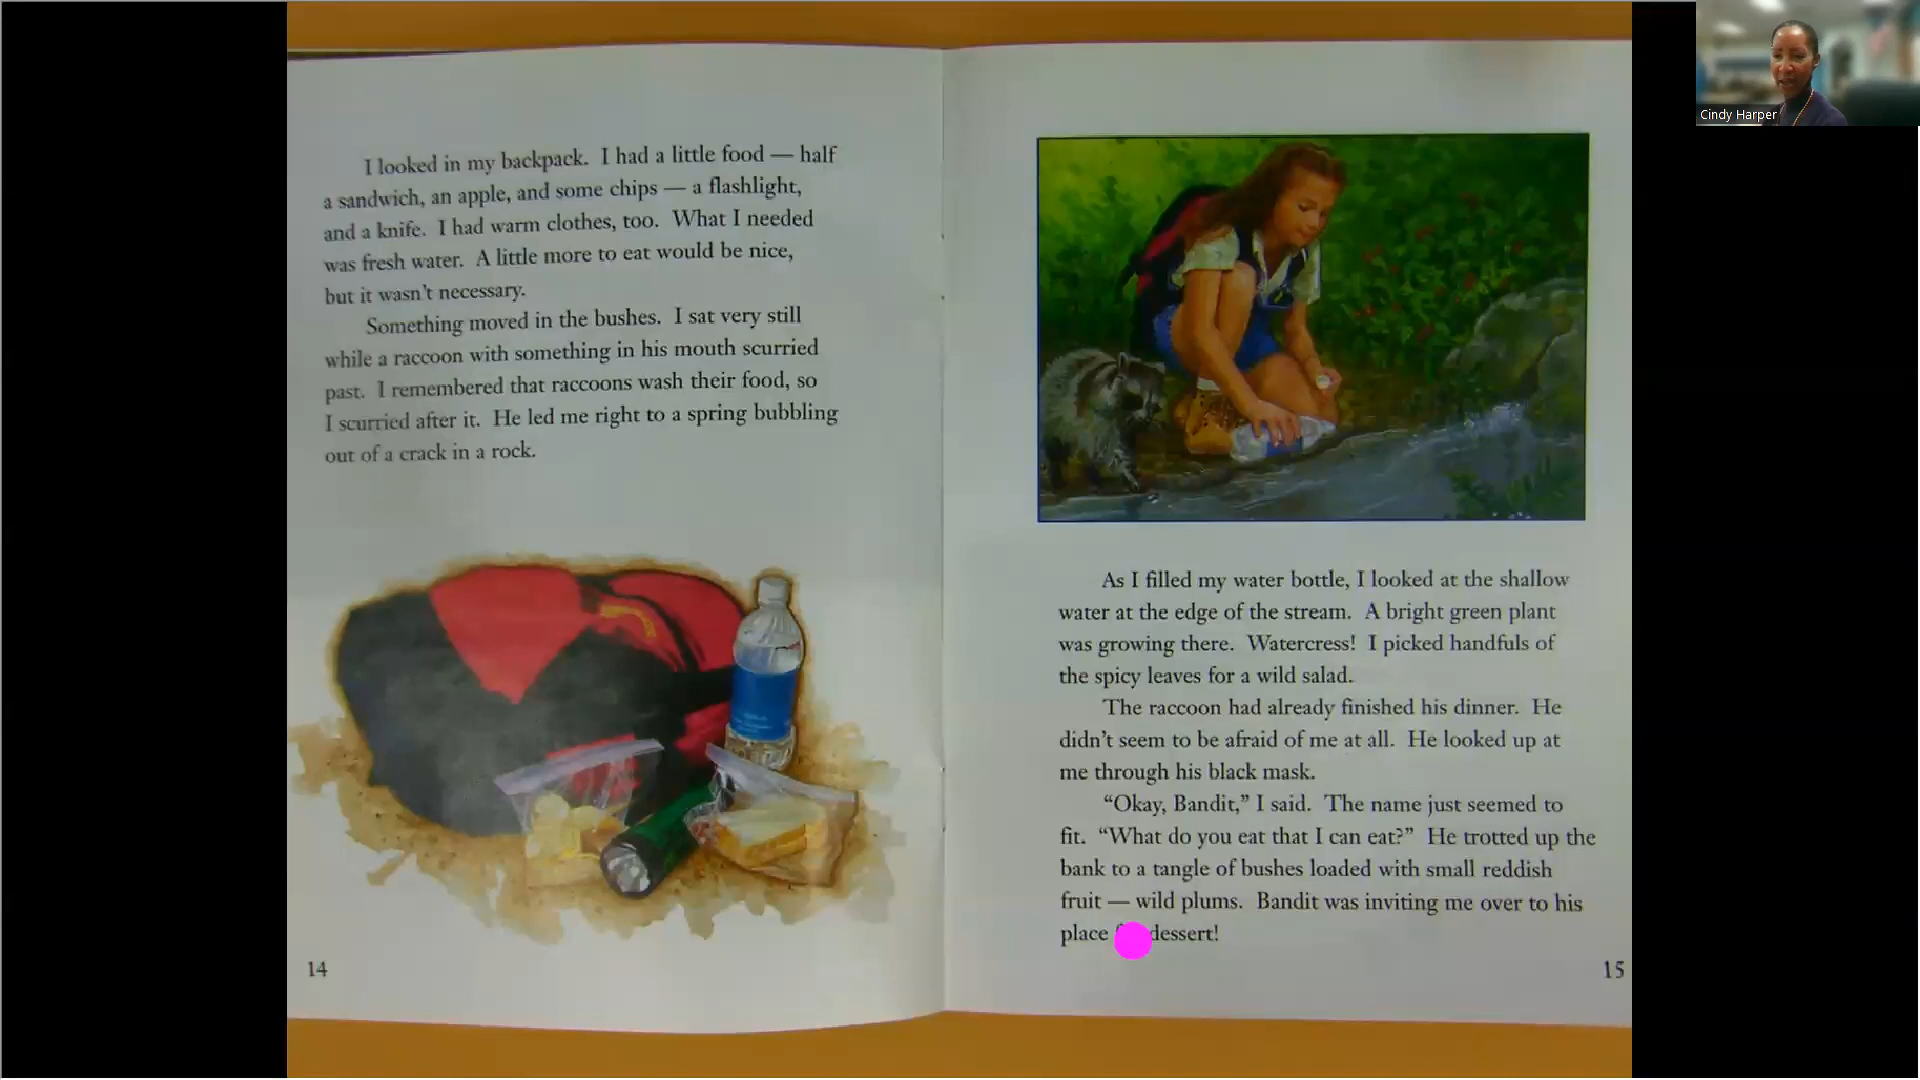 Cindy Harper
I looked in my backpack. I had a little food — half
a sandwich, an apple, and some chips — a flashlight,
and a knife. I had warm clothes, too. What I needed
was fresh water. A little more to eat would be nice,
but it wasn't necessary.
Something moved in the bushes. I sat very still
while a raccoon with something in his mouth scurried
past. I remembered that raccoons wash their food, so
I scurried after it. He led me right to a spring bubbling
out of a crack in a rock.
14
As I filled my water bottle, I looked at the shallow
water at the edge of the stream. A bright green plant
was growing there. Watercress! I picked handfuls of
the spicy leaves for a wild salad.
The raccoon had already finished his dinner. He
didn't seem to be afraid of me at all. He looked up at
me through his black mask.
“Okay, Bandit,” I said. The name just seemed to
fit. “What do you eat that I can eat?” He trotted up the
bank to a tangle of bushes loaded with small reddish
fruit — wild plums. Bandit was inviting me over to his
place dessert!
15